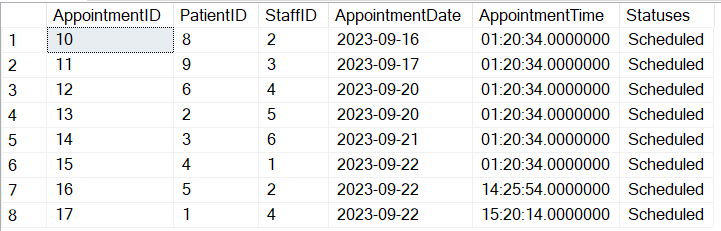 AppointmentID PatientID StaffID AppointmentDate AppointmentTime Statuses
1 10 8 2 2023-09-16 01:20:34.0000000 Scheduled
2 11 9 3 2023-09-17 01:20:34.0000000 Scheduled
3 12 6 4 2023-09-20 01:20:34.0000000 Scheduled
4 13 2 5 2023-09-20 01:20:34.0000000 Scheduled
5 14 3 6 2023-09-21 01:20:34.0000000 Scheduled
6 15 4 1 2023-09-22 01:20:34.0000000 Scheduled
7 16 5 2 2023-09-22 14:25:54.0000000 Scheduled
8 17 1 4 2023-09-22 15:20:14.0000000 Scheduled